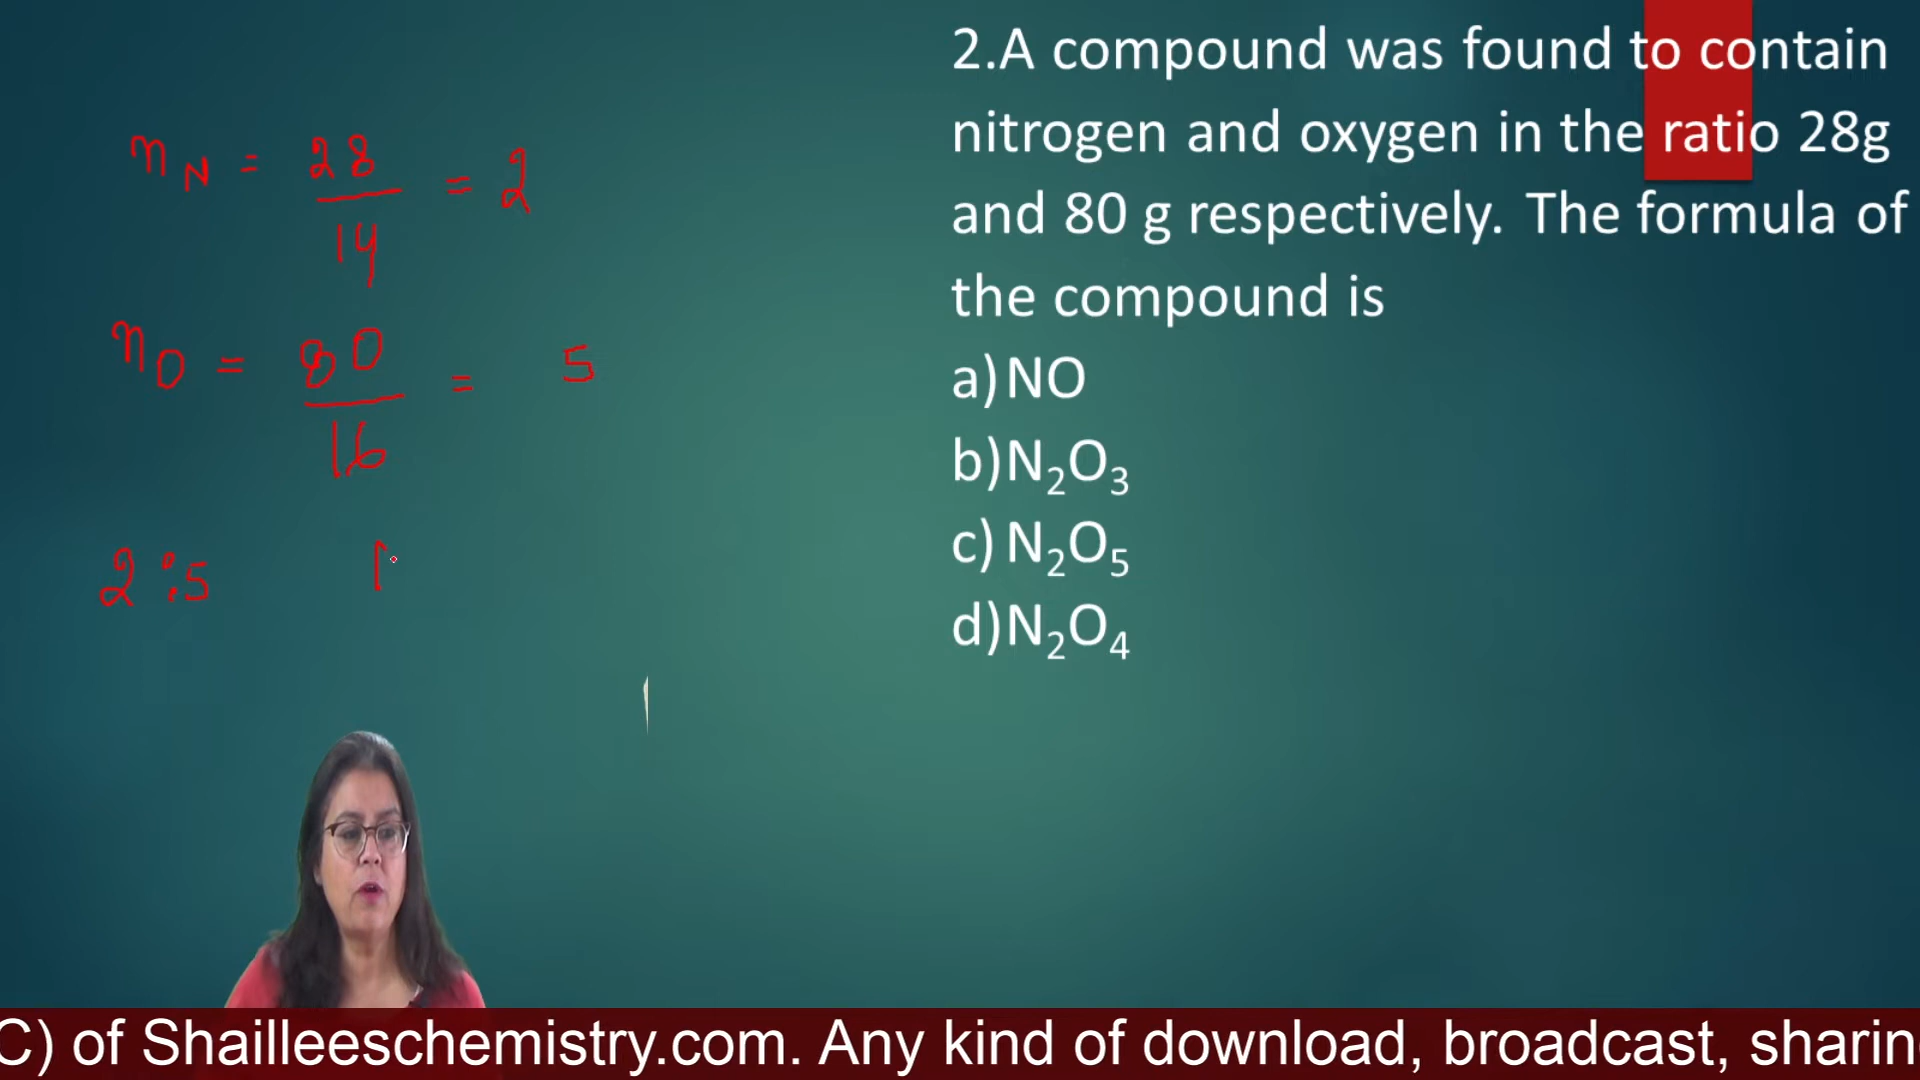 n_N = 28/14 = 2
n_O = 80/16 = 5
2:5
2.A compound was found to contain
nitrogen and oxygen in the ratio 28g
and 80 g respectively. The formula of
the compound is
a) NO
b) N₂O₃
c) N₂O₅
d) N₂O₄
C) of Shailleeschemistry.com. Any kind of download, broadcast, sharin